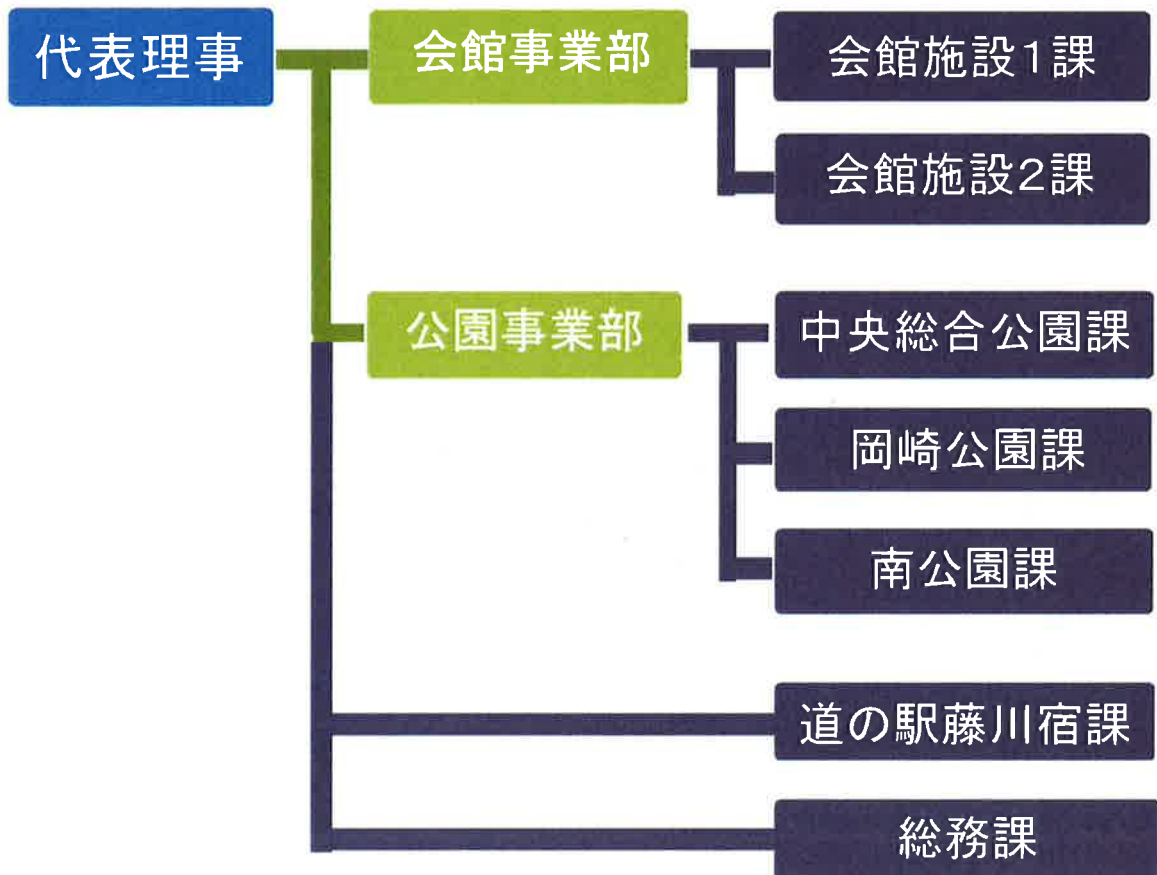 代表理事
会館事業部
会館施設1課
会館施設2課
公園事業部
中央総合公園課
岡崎公園課
南公園課
道の駅藤川宿課
総務課